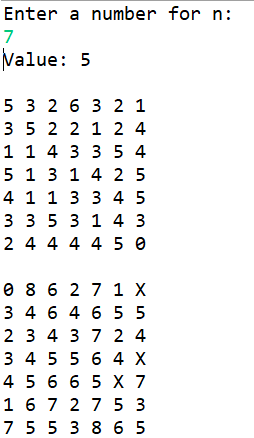 Enter a number for n:
7
Value: 5
5 3 2 6 3 2 1
3 5 2 2 1 2 4
1 1 4 3 3 5 4
5 1 3 1 4 2 5
4 1 1 3 3 4 5
3 3 5 3 1 4 3
2 4 4 4 4 5 0
0 8 6 2 7 1 X
3 4 6 4 6 5 5
2 3 4 3 7 2 4
3 4 5 5 6 4 X
4 5 6 6 5 X 7
1 6 7 2 7 5 3
7 5 5 3 8 6 5